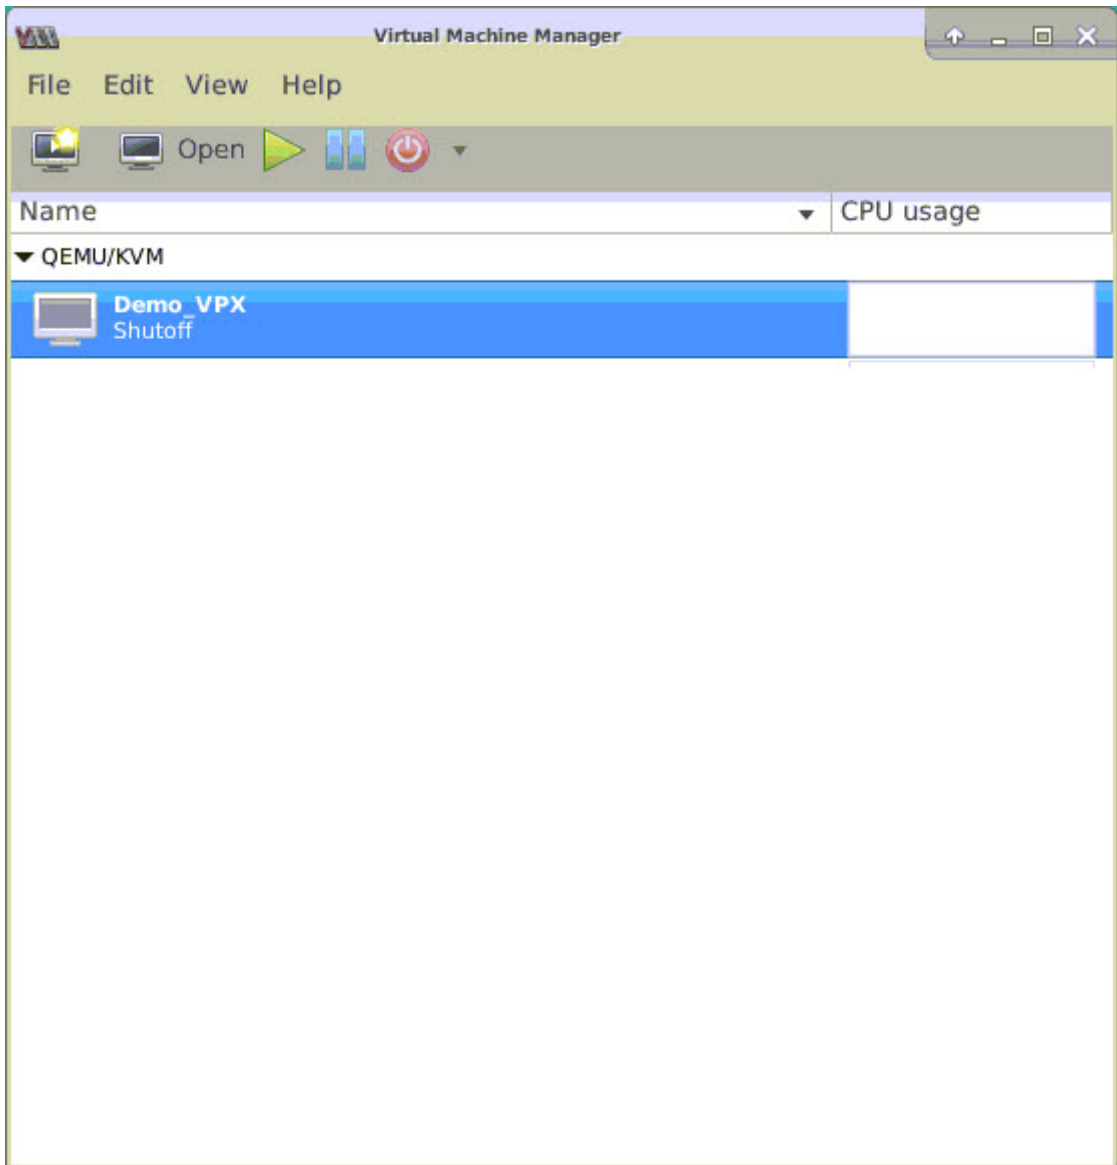 Virtual Machine Manager
File Edit View Help
Open
Name CPU usage
QEMU/KVM
Demo_VPX
Shutoff